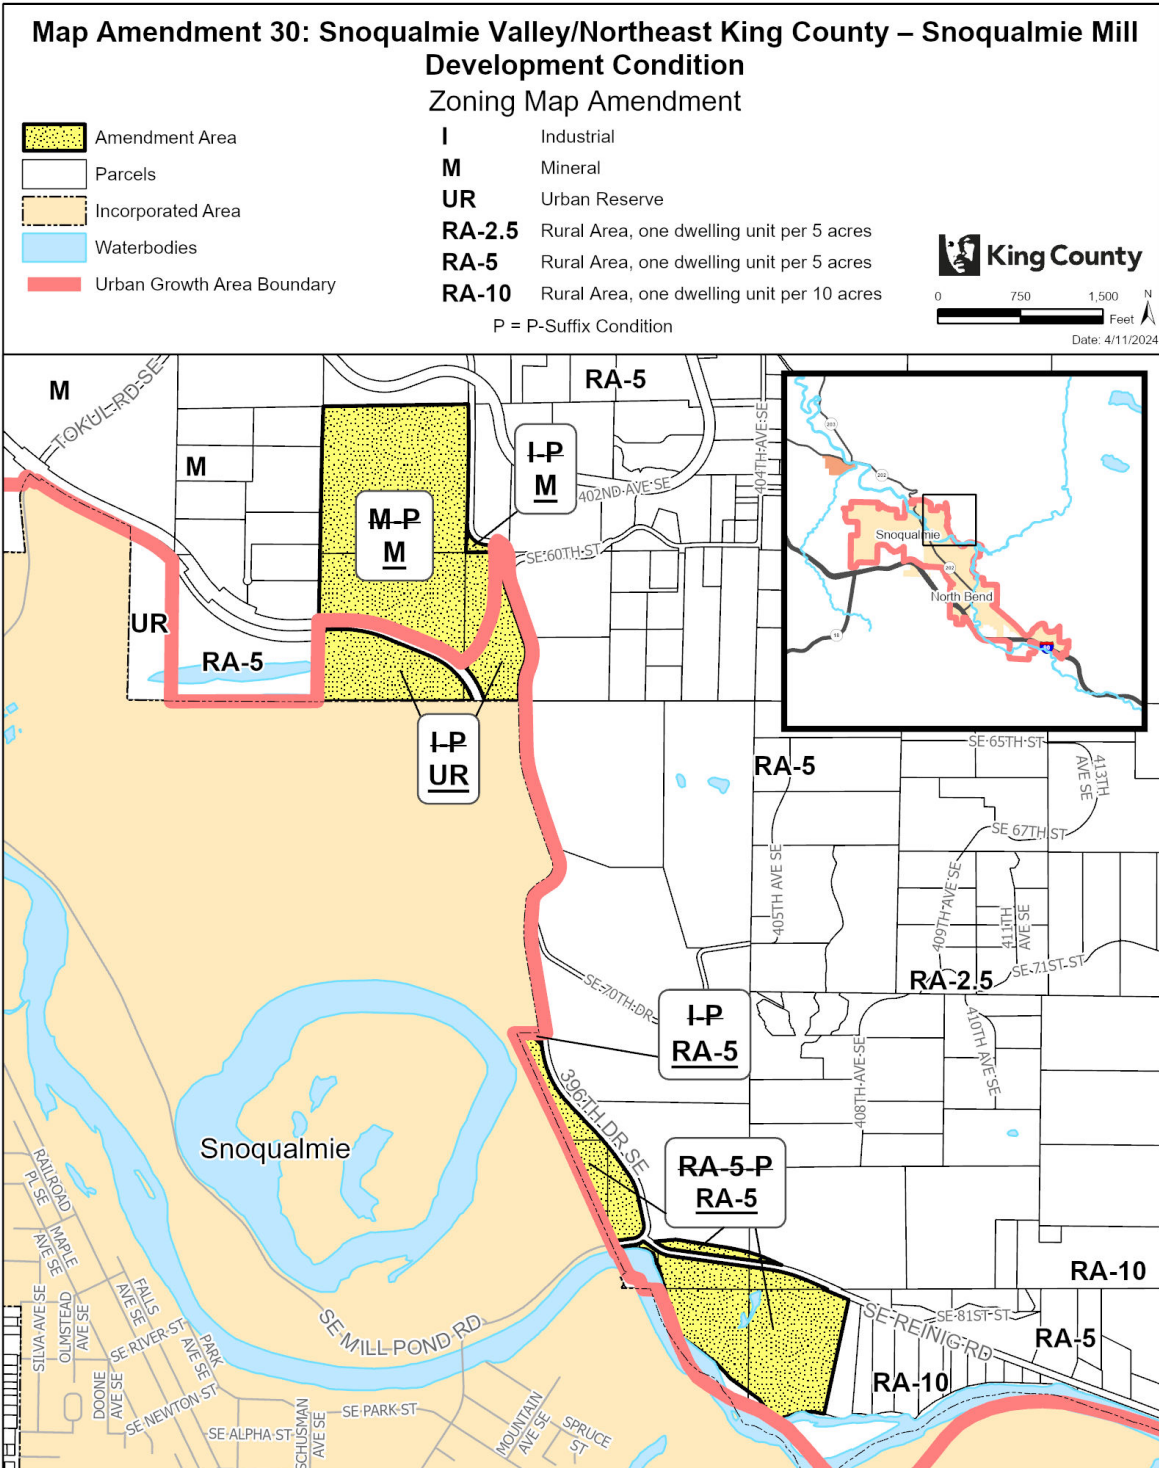 Map Amendment 30: Snoqualmie Valley/Northeast King County – Snoqualmie Mill
Development Condition
Zoning Map Amendment
Amendment Area
Parcels
Incorporated Area
Waterbodies
Urban Growth Area Boundary
I Industrial
M Mineral
UR Urban Reserve
RA-2.5 Rural Area, one dwelling unit per 5 acres
RA-5 Rural Area, one dwelling unit per 5 acres
RA-10 Rural Area, one dwelling unit per 10 acres
P = P-Suffix Condition
King County
0 750 1,500
Feet
N
Date: 4/11/2024
M
TOKUL RD SE
RA-5
404TH AVE SE
M
I-P
M
402ND AVE SE
M-P
M
SE 60TH ST
UR
RA-5
I-P
UR
203
202
Snoqualmie
202
North Bend
18
90
SE 65TH ST
RA-5
413TH
AVE SE
SE 67TH ST
405TH AVE SE
409TH AVE SE
411TH
AVE SE
SE 71ST ST
RA-2.5
SE 70TH DR
I-P
RA-5
410TH AVE SE
408TH AVE SE
396TH DR SE
Snoqualmie
RA-5-P
RA-5
RAILROAD
PL SE
MAPLE
AVE SE
FALLS
AVE SE
SILVA AVE SE
OLMSTEAD
AVE SE
SE RIVER ST
PARK
AVE SE
SE MILL POND RD
RA-10
SE REINIG RD
SE 81ST ST
RA-5
RA-10
DOONE
AVE SE
SE NEWTON ST
SE PARK ST
SE ALPHA ST
SCHUSMAN
AVE SE
MOUNTAIN
AVE SE
SPRUCE
ST